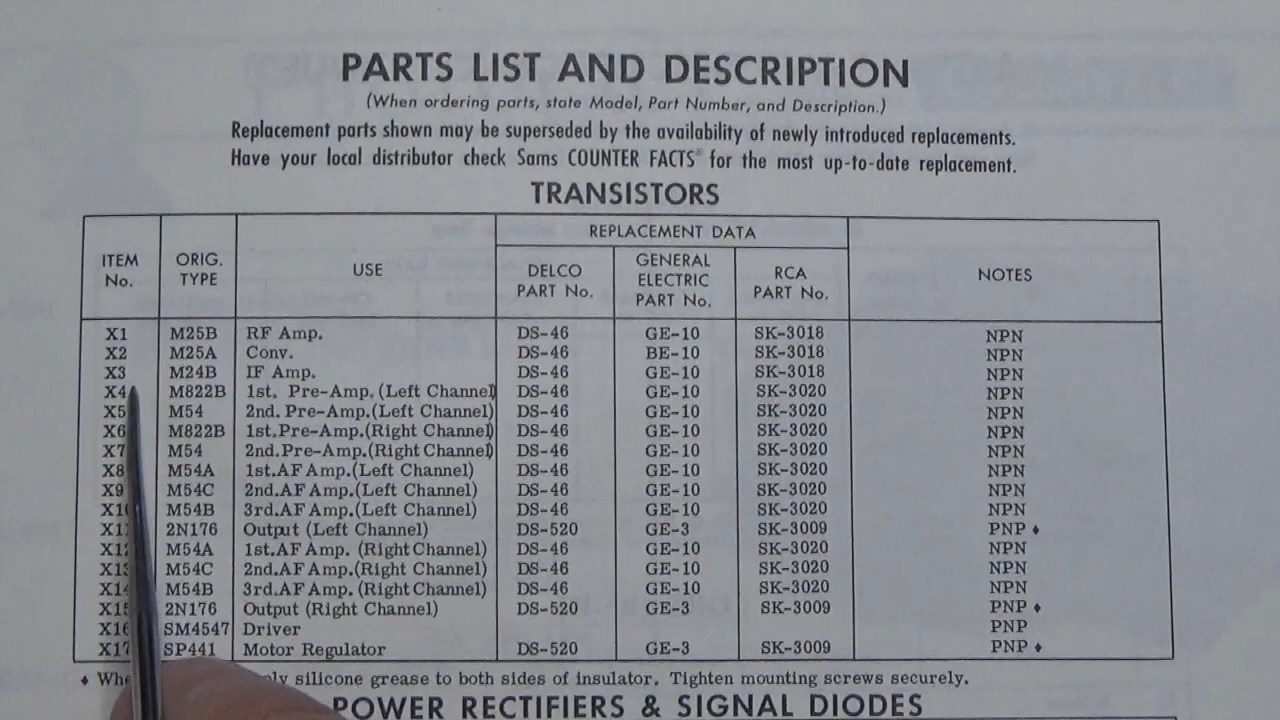 PARTS LIST AND DESCRIPTION
(When ordering parts, state Model, Part Number, and Description.)
Replacement parts shown may be superseded by the availability of newly introduced replacements.
Have your local distributor check Sams COUNTER FACTS® for the most up-to-date replacement.
TRANSISTORS
ITEM No. ORIG. TYPE USE REPLACEMENT DATA NOTES
DELCO PART No. GENERAL ELECTRIC PART No. RCA PART No.
X1 M25B RF Amp. DS-46 GE-10 SK-3018 NPN
X2 M25A Conv. DS-46 BE-10 SK-3018 NPN
X3 M24B IF Amp. DS-46 GE-10 SK-3018 NPN
X4 M822B 1st. Pre-Amp. (Left Channel) DS-46 GE-10 SK-3020 NPN
X5 M54 2nd. Pre-Amp.(Left Channel) DS-46 GE-10 SK-3020 NPN
X6 M822B 1st.Pre-Amp.(Right Channel) DS-46 GE-10 SK-3020 NPN
X7 M54 2nd.Pre-Amp.(Right Channel) DS-46 GE-10 SK-3020 NPN
X8 M54A 1st.AF Amp.(Left Channel) DS-46 GE-10 SK-3020 NPN
X9 M54C 2nd.AF Amp.(Left Channel) DS-46 GE-10 SK-3020 NPN
M54B 3rd.AF Amp.(Left Channel) DS-46 GE-10 SK-3020 NPN
2N176 Output (Left Channel) DS-520 GE-3 SK-3009 PNP ♦
M54A 1st.AF Amp. (Right Channel) DS-46 GE-10 SK-3020 NPN
X13 M54C 2nd.AF Amp.(Right Channel) DS-46 GE-10 SK-3020 NPN
X14 M54B 3rd.AF Amp. (Right Channel) DS-46 GE-10 SK-3020 NPN
X15 2N176 Output (Right Channel) DS-520 GE-3 SK-3009 PNP ♦
X16 SM4547 Driver PNP
X17 SP441 Motor Regulator DS-520 GE-3 SK-3009 PNP ♦
♦ silicone grease to both sides of insulator. Tighten mounting screws securely.
POWER RECTIFIERS & SIGNAL DIODES